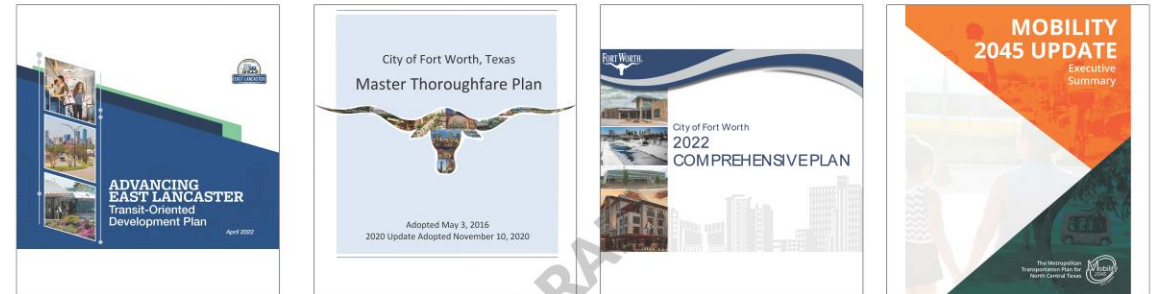 EAST LANCASTER
ADVANCING
EAST LANCASTER
Transit-Oriented
Development Plan
April 2022
City of Fort Worth, Texas
Master Thoroughfare Plan
Adopted May 3, 2016
2020 Update Adopted November 10, 2020
FORT WORTH
City of Fort Worth
2022
COMPREHENSIVE PLAN
MOBILITY
2045 UPDATE
Executive
Summary
The Metropolitan
Transportation Plan for
North Central Texas
Mobility
2045